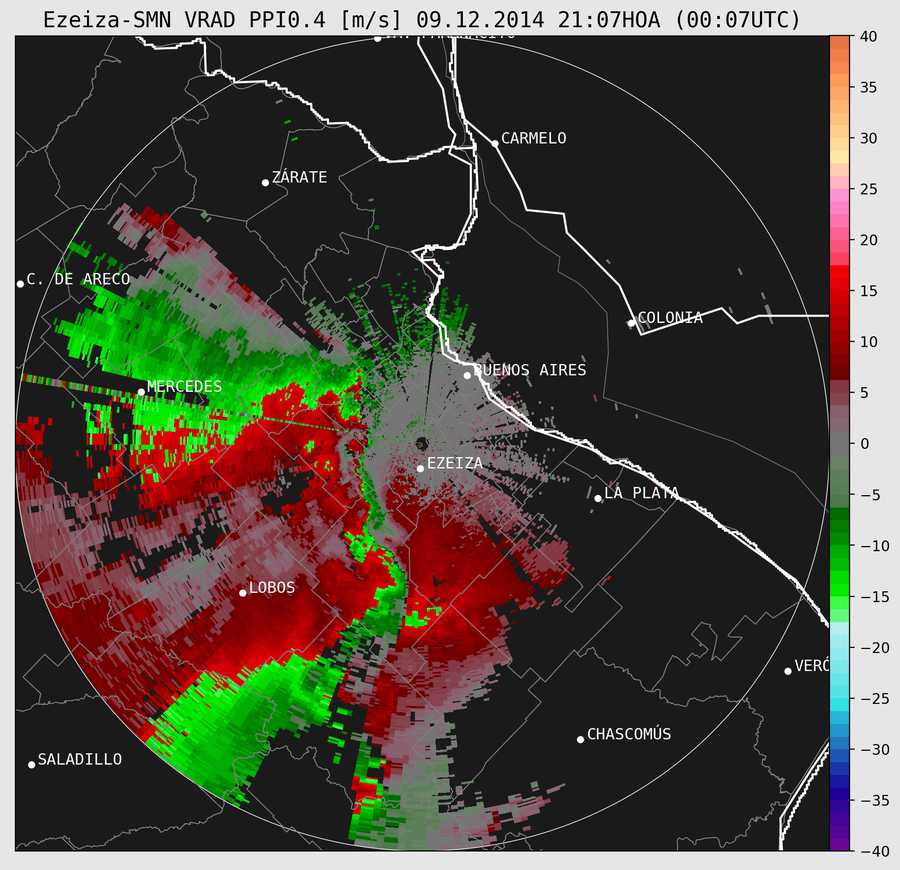 Ezeiza-SMN VRAD PPI0.4 [m/s] 09.12.2014 21:07HOA (00:07UTC)
CARMELO
ZÁRATE
C. DE ARECO
COLONIA
BUENOS AIRES
MERCEDES
EZEIZA
LA PLATA
LOBOS
VERÓ
CHASCOMÚS
SALADILLO
40
35
30
25
20
15
10
5
0
−5
−10
−15
−20
−25
−30
−35
−40